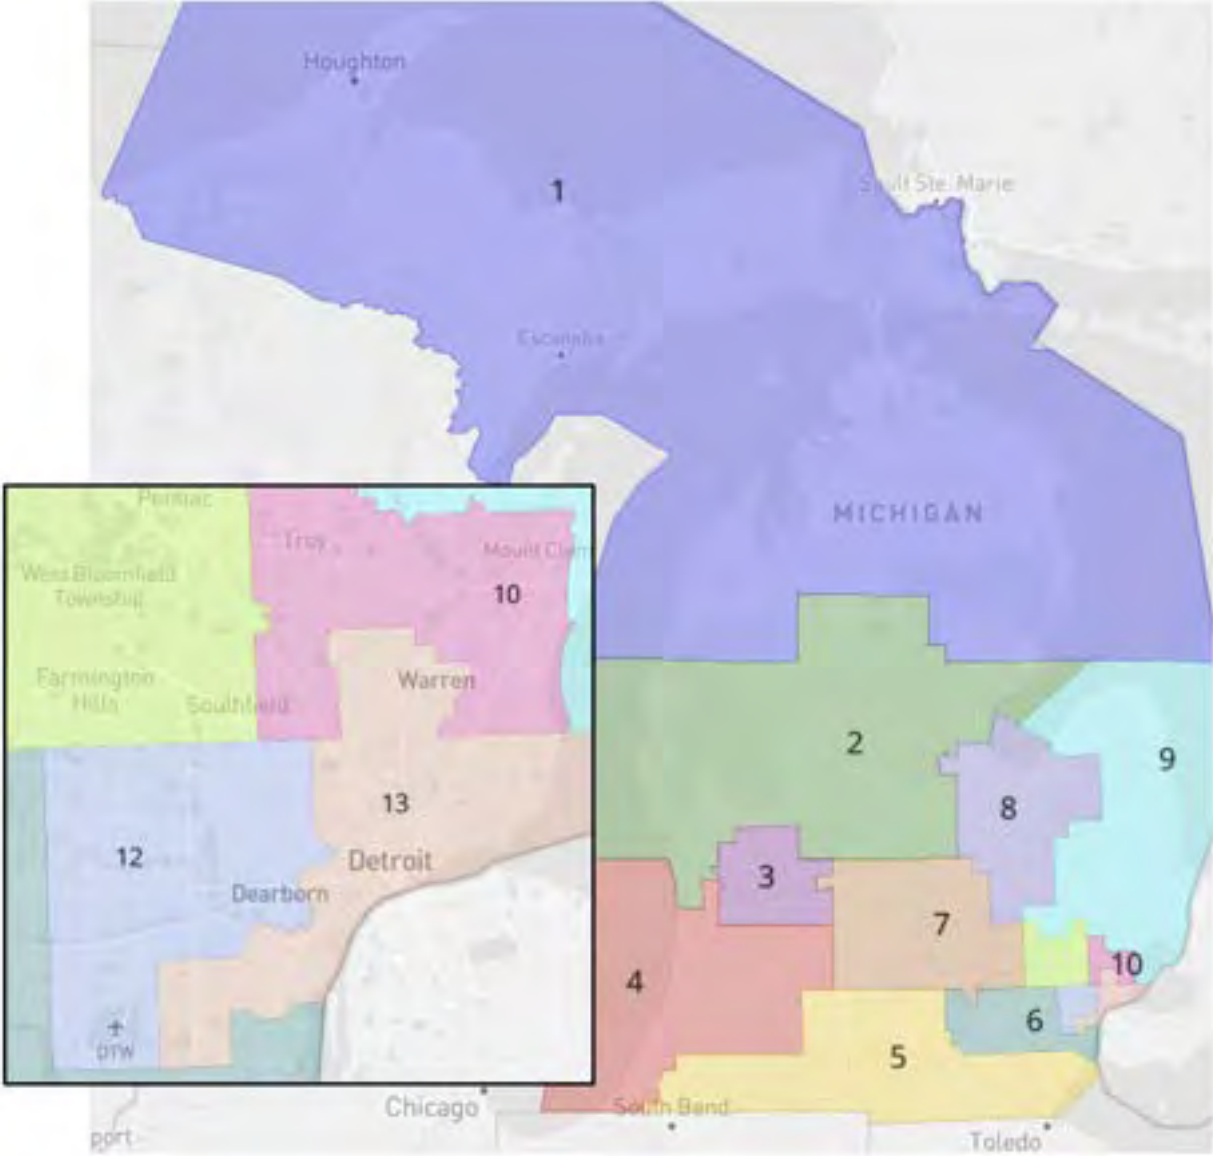 Houghton
1
Sault Ste. Marie
Escanaba
MICHIGAN
Pontiac
Troy
Mount Clem
West Bloomfield
Township
10
Farmington
Hills
Southfield
Warren
2
9
8
13
12
Detroit
Dearborn
3
7
4
10
6
DTW
5
Chicago
South Bend
port
Toledo